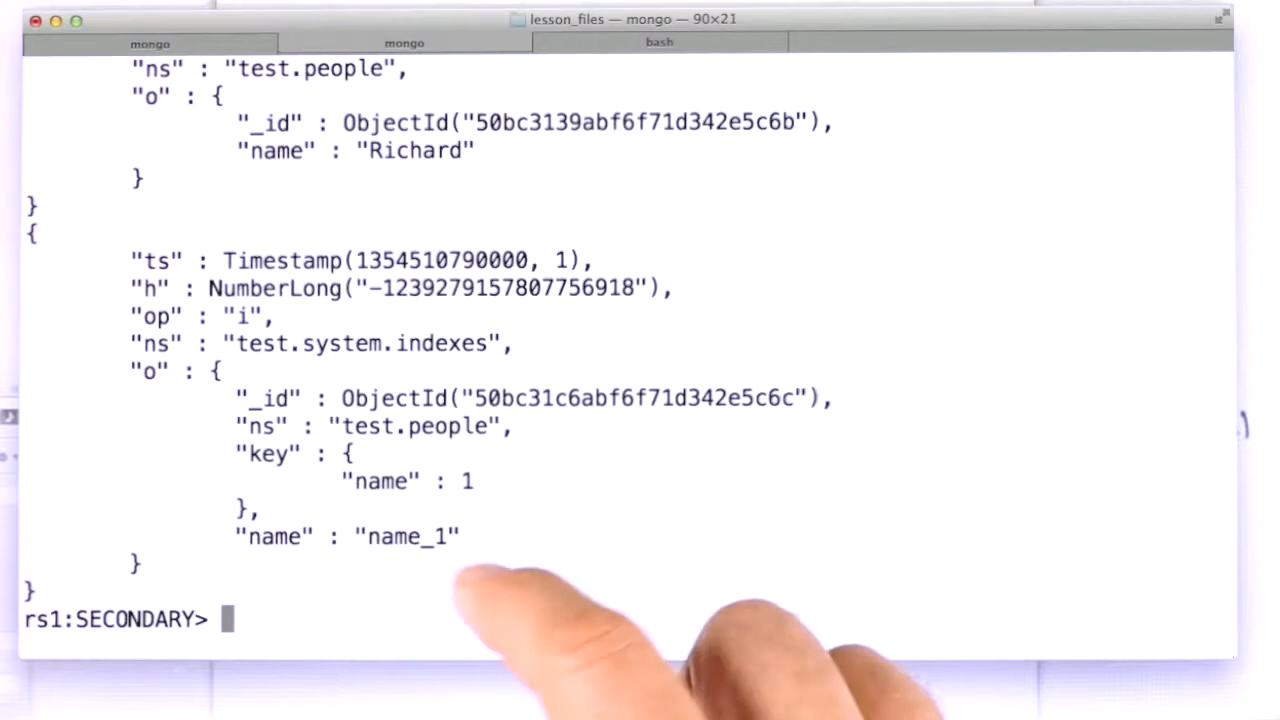 lesson_files — mongo — 90×21
mongo mongo bash
"ns" : "test.people",
"o" : {
"_id" : ObjectId("50bc3139abf6f71d342e5c6b"),
"name" : "Richard"
}
}
{
"ts" : Timestamp(1354510790000, 1),
"h" : NumberLong("-1239279157807756918"),
"op" : "i",
"ns" : "test.system.indexes",
"o" : {
"_id" : ObjectId("50bc31c6abf6f71d342e5c6c"),
"ns" : "test.people",
"key" : {
"name" : 1
},
"name" : "name_1"
}
}
rs1:SECONDARY>